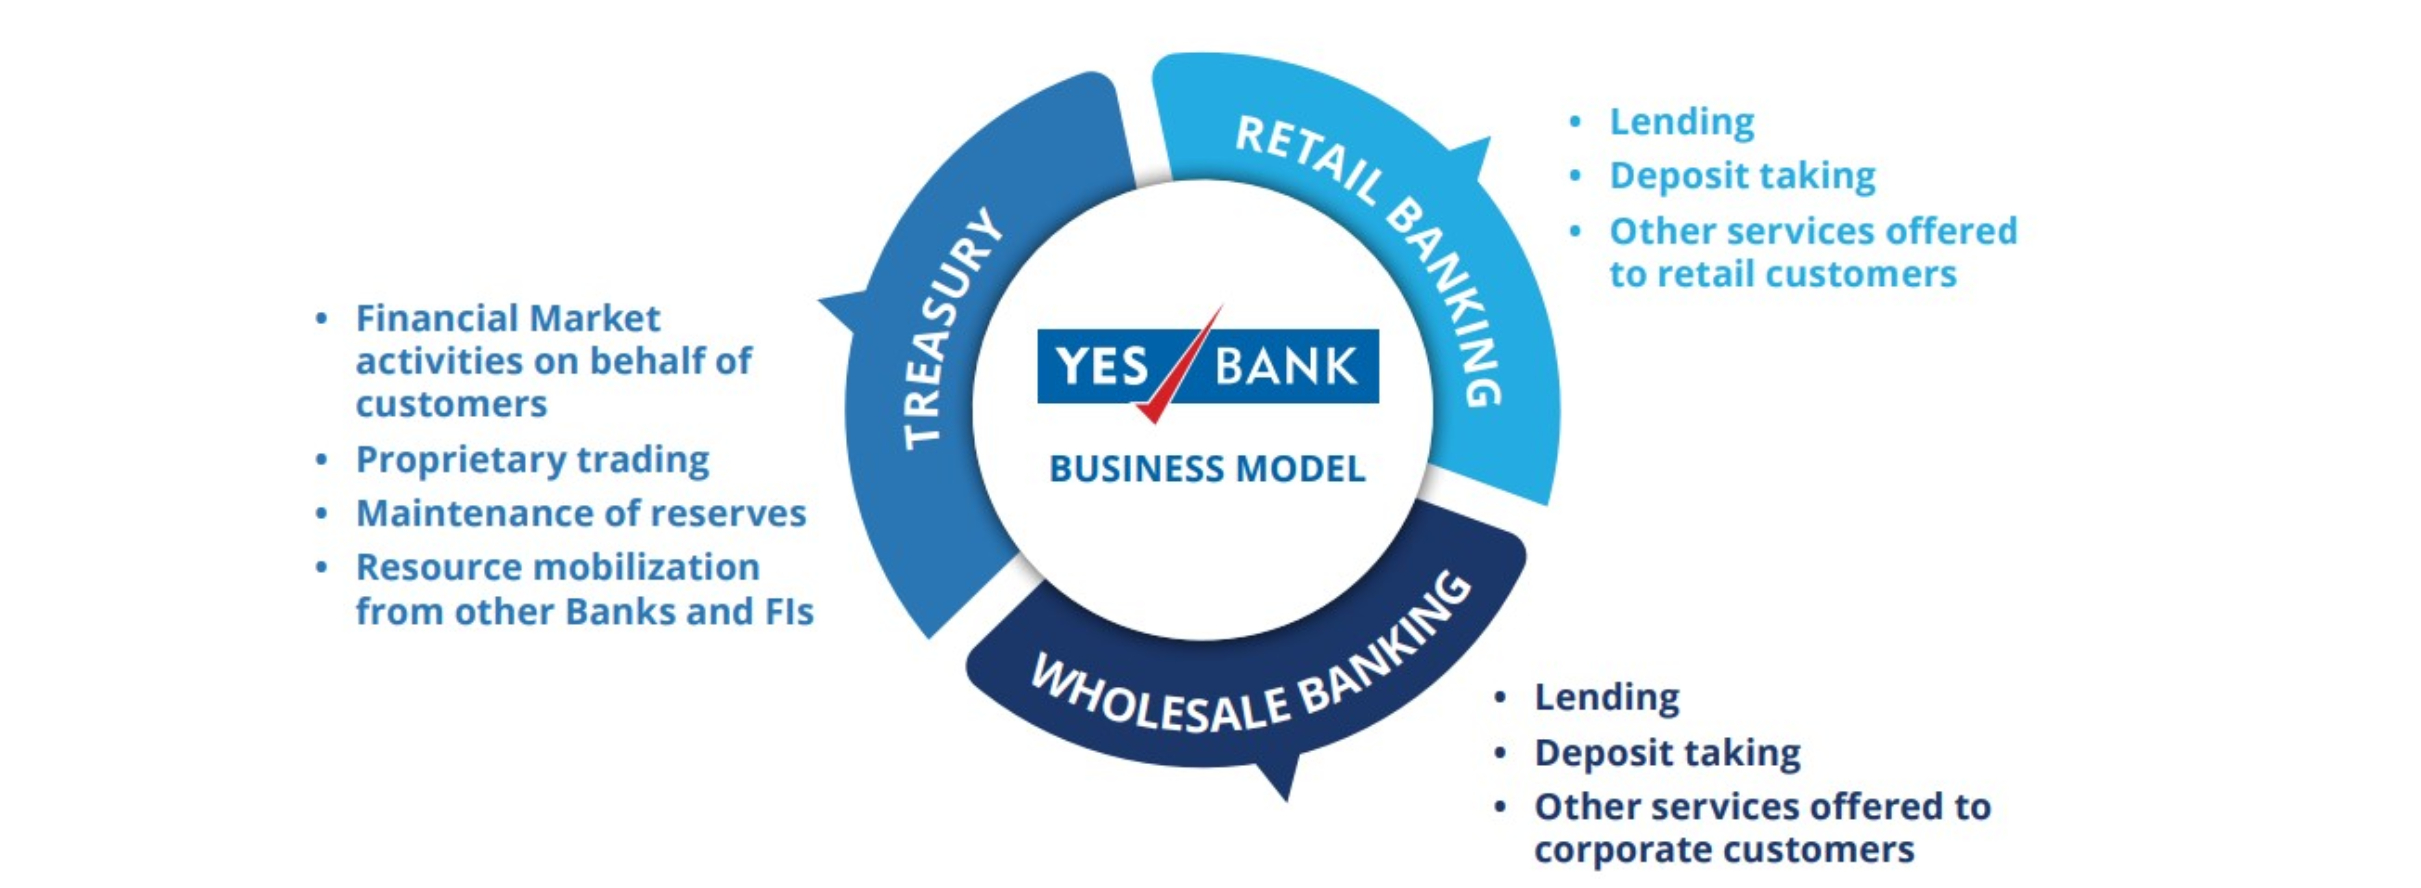 RETAIL BANKING
• Lending
• Deposit taking
• Other services offered
to retail customers
TREASURY
• Financial Market
activities on behalf of
customers
• Proprietary trading
• Maintenance of reserves
• Resource mobilization
from other Banks and FIs
YES BANK
BUSINESS MODEL
WHOLESALE BANKING
• Lending
• Deposit taking
• Other services offered to
corporate customers